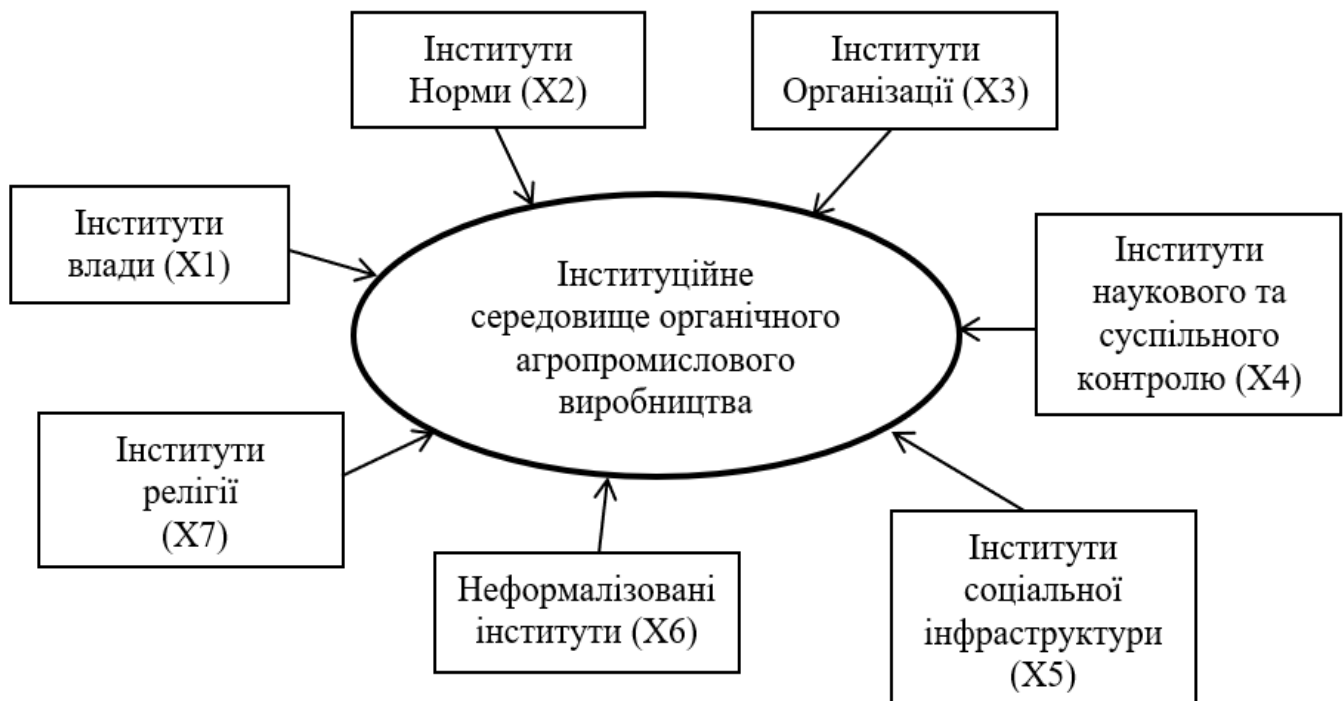 Інститути
Норми (X2)
Інститути
Організації (X3)
Інститути
влади (X1)
Інституційне
середовище органічного
агропромислового
виробництва
Інститути
наукового та
суспільного
контролю (X4)
Інститути
релігії
(X7)
Неформалізовані
інститути (X6)
Інститути
соціальної
інфраструктури
(X5)